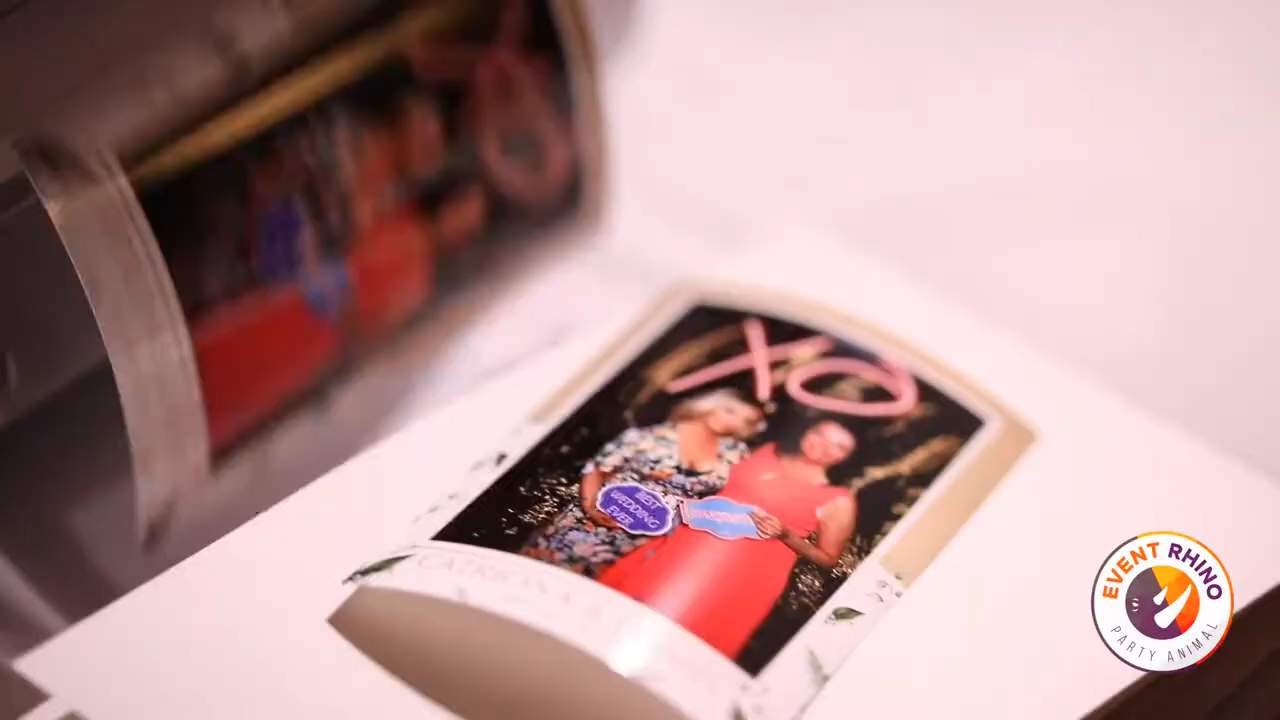 XO
BEST
WEDDING
EVER
EVENT RHINO
PARTY ANIMAL